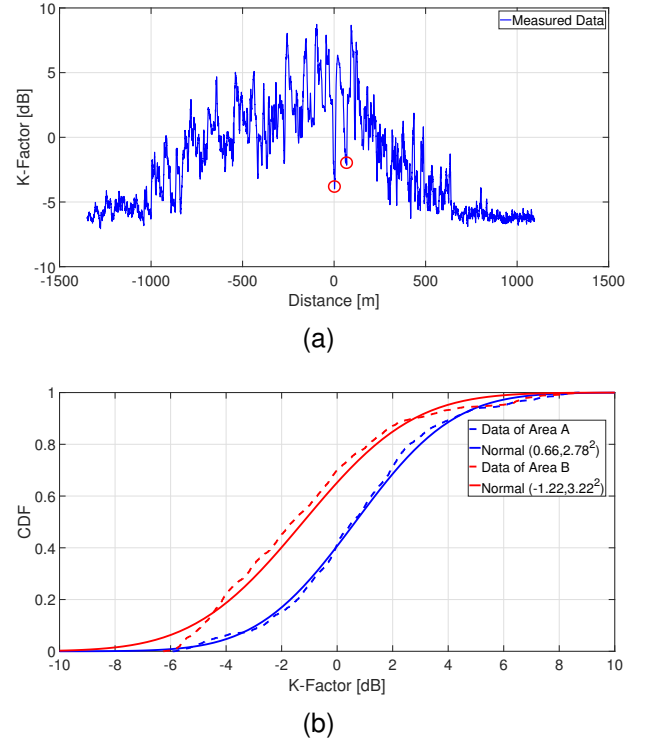 10
Measured Data
5
K-Factor [dB]
0
-5
-10
-1500 -1000 -500 0 500 1000 1500
Distance [m]
(a)
1
Data of Area A
Normal (0.66,2.78²)
Data of Area B
Normal (-1.22,3.22²)
0.8
0.6
CDF
0.4
0.2
0
-10 -8 -6 -4 -2 0 2 4 6 8 10
K-Factor [dB]
(b)